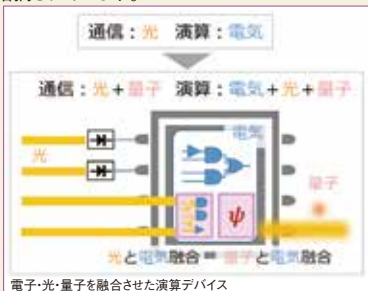 通信：光 演算：電気
通信：光＋量子 演算：電気＋光＋量子
電気
光
量子
ψ
光と電気融合＝量子と電気融合
電子・光・量子を融合させた演算デバイス